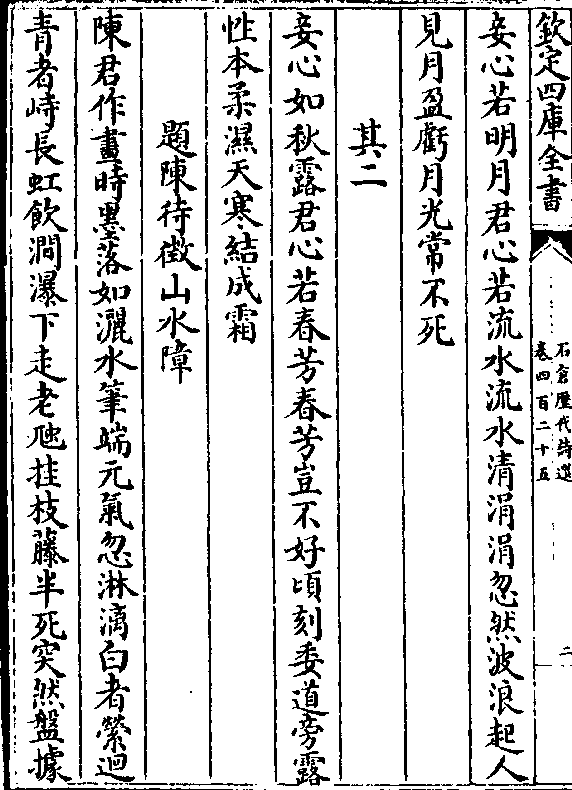 欽定四庫全書
石倉歷代詩選
卷四百二十五
二
妾心若明月君心若流水流水清涓涓忽然波浪起人
見月盈虧月光常不死
其二
妾心如秋露君心若春芳春芳豈不好頃刻委道旁露
性本柔濕天寒結成霜
題陳待徴山水障
陳君作畫時墨落如灑水筆端元氣忽淋漓白者縈迴
青者峙長虹飲澗瀑下走老虺挂枝藤半死突然盤據